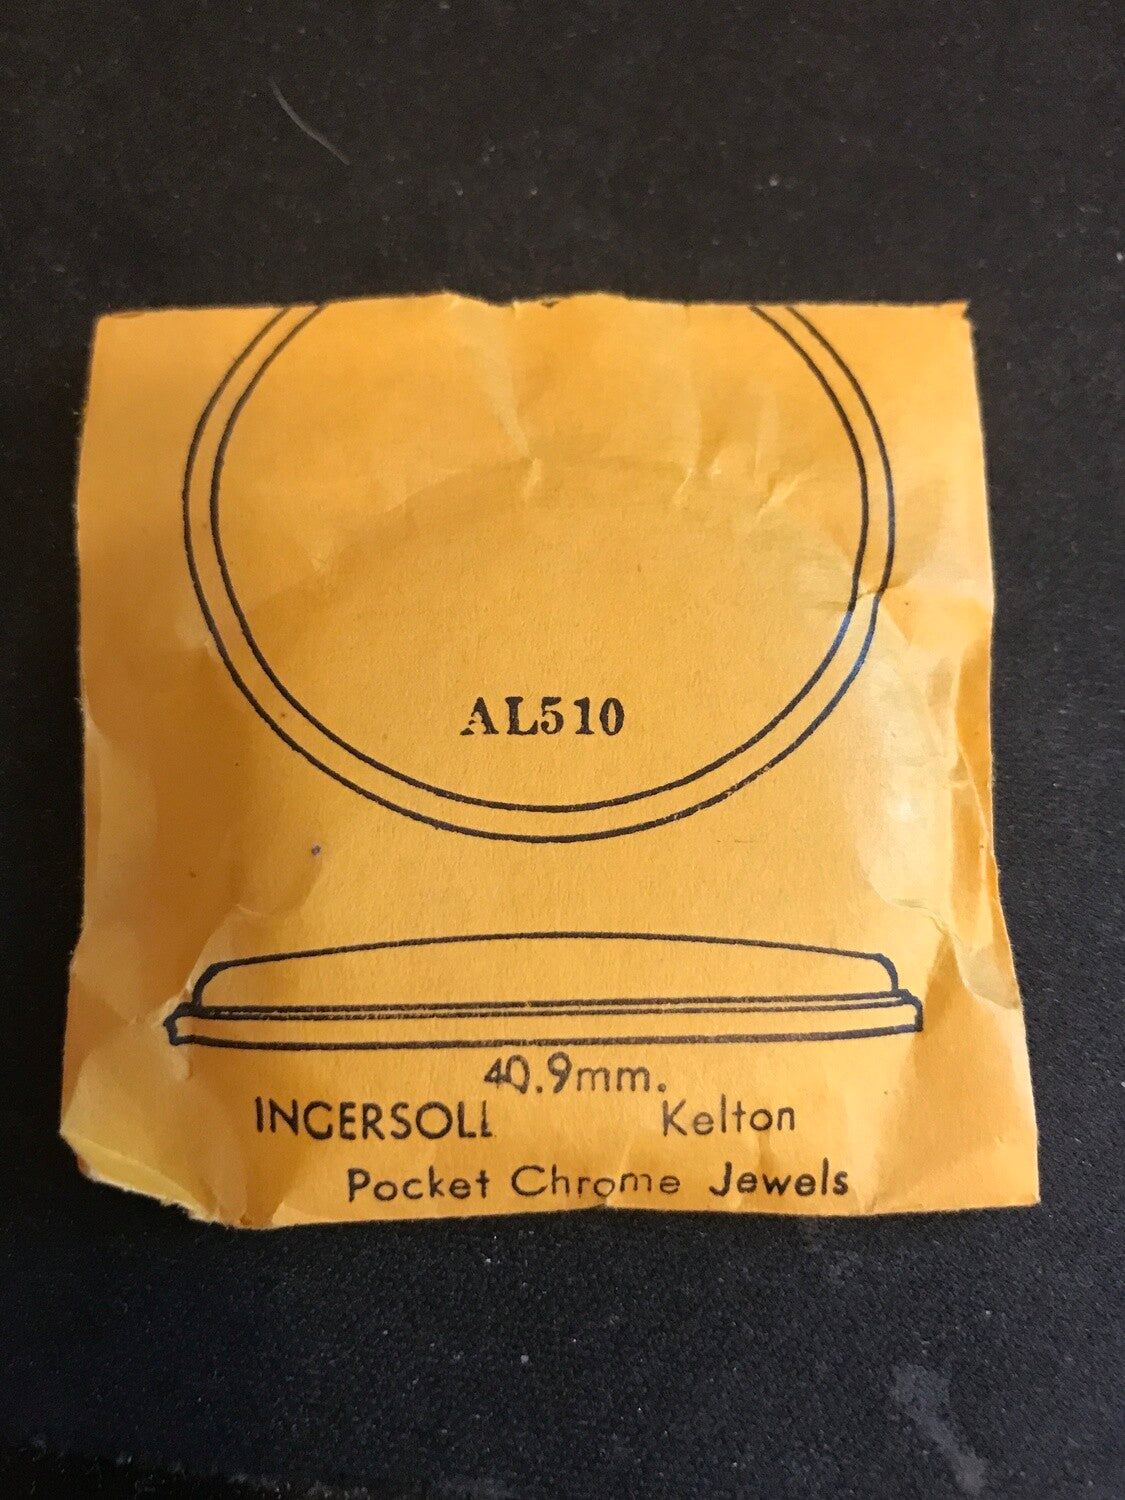 AL510
40.9mm.
INGERSOLL Kelton
Pocket Chrome Jewels